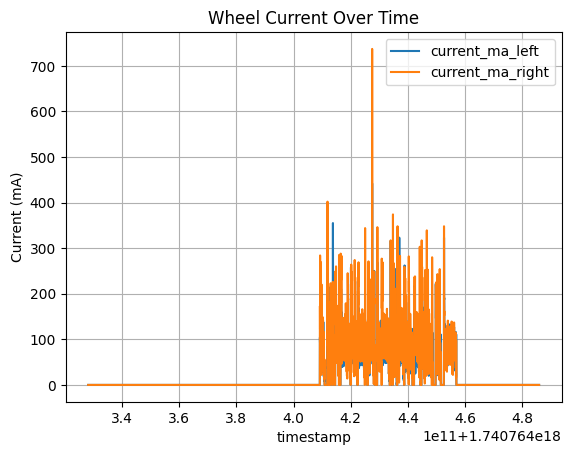 Wheel Current Over Time
current_ma_left
current_ma_right
Current (mA)
700
600
500
400
300
200
100
0
3.4 3.6 3.8 4.0 4.2 4.4 4.6 4.8
1e11+1.740764e18
timestamp